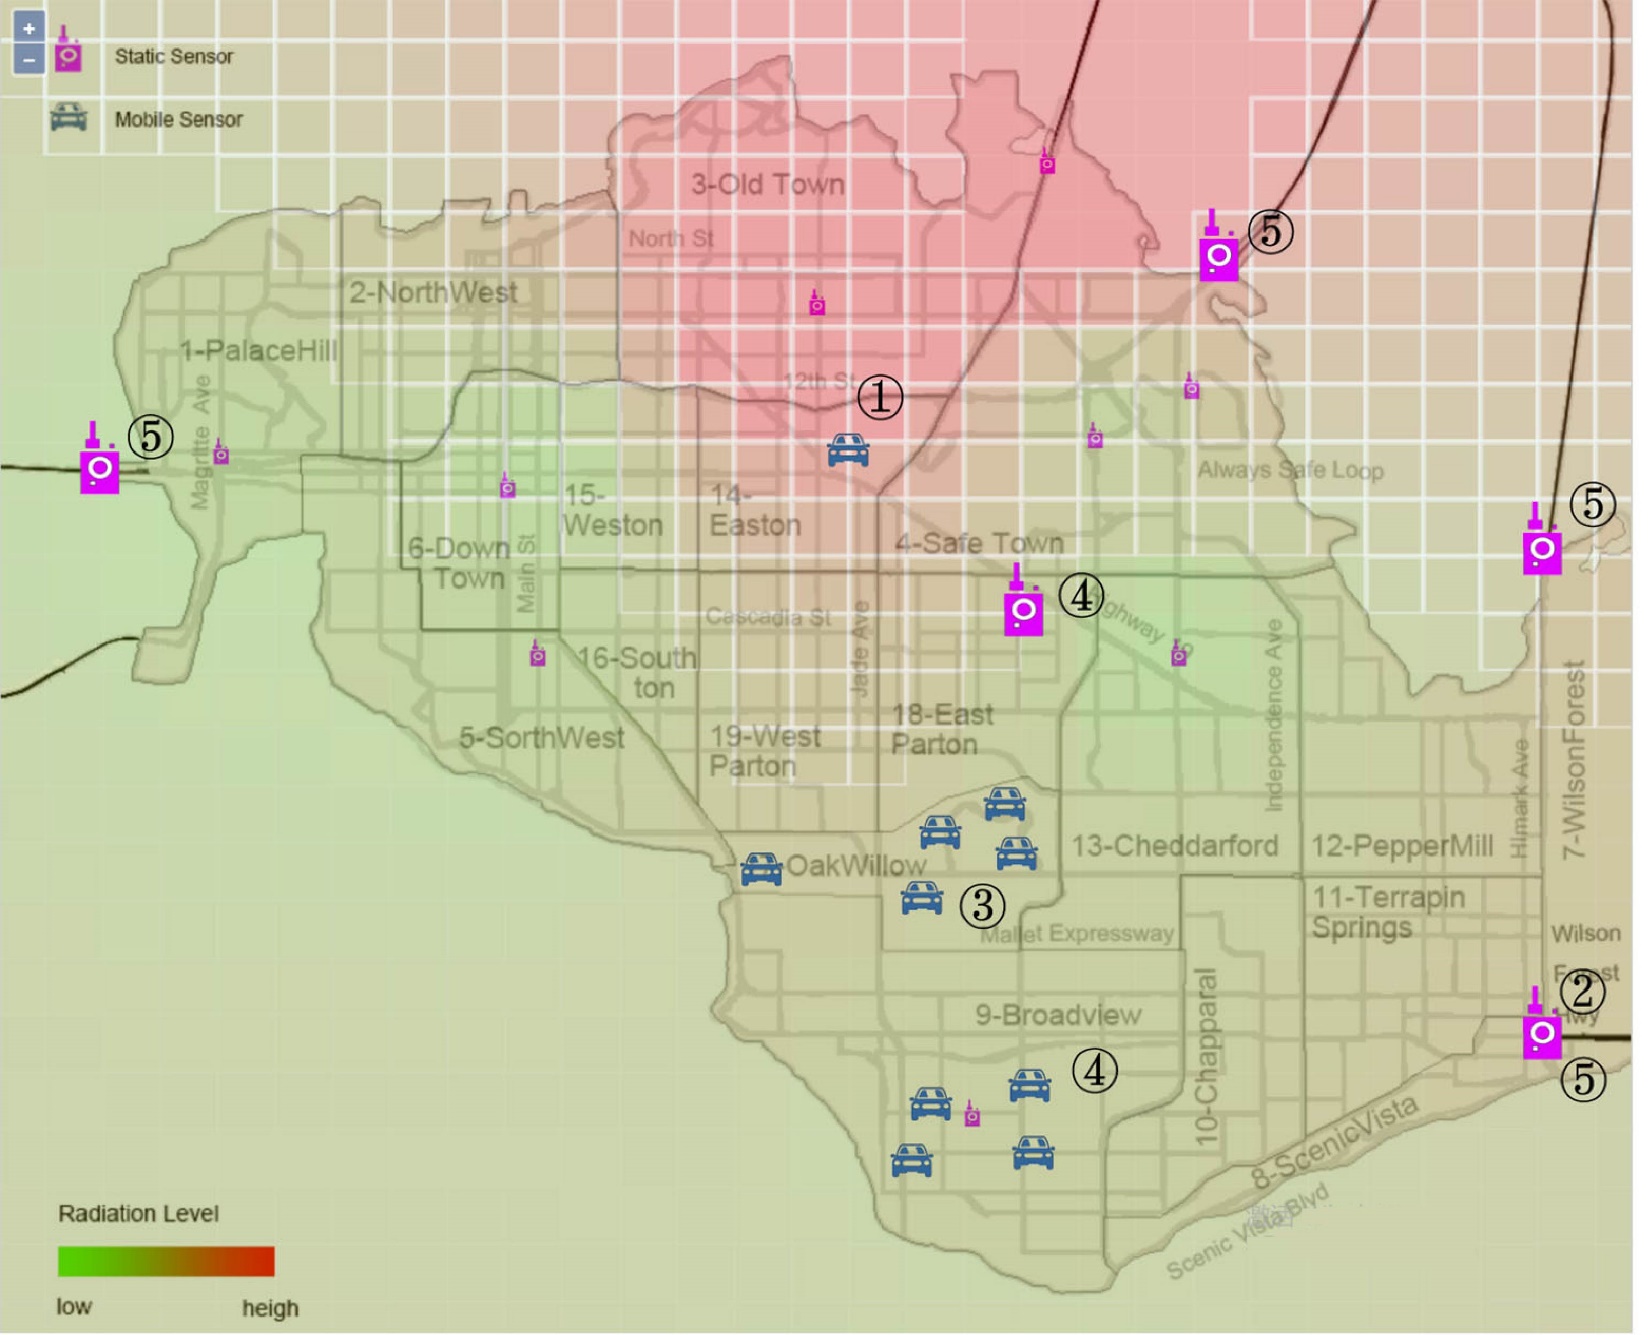 +
−
Static Sensor
Mobile Sensor
3-Old Town
North St
⑤
2-NorthWest
1-PalaceHill
12th St
①
Magritte Ave
⑤
Always Safe Loop
⑤
15-
Weston
14-
Easton
6-Down
Town
Main St
4-Safe Town
④
Cascadia St
Jade Ave
Highway
Independence Ave
16-South
ton
5-SorthWest
19-West
Parton
18-East
Parton
7-WilsonForest
Hlmark Ave
OakWillow
13-Cheddarford
12-PepperMill
③
11-Terrapin
Springs
Mallet Expressway
Wilson
Forest
Hwy
②
⑤
9-Broadview
10-Chapparal
④
8-ScenicVista
Scenic Vista Blvd
Radiation Level
low
heigh